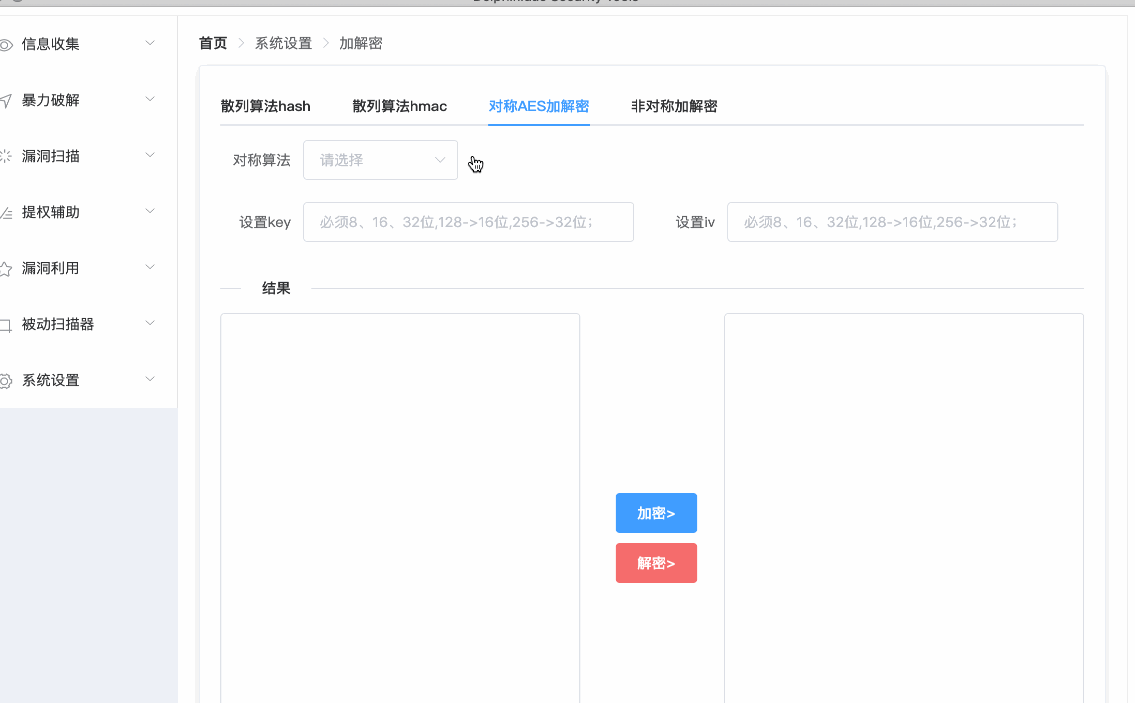 信息收集
暴力破解
漏洞扫描
提权辅助
漏洞利用
被动扫描器
系统设置
首页 > 系统设置 > 加解密
散列算法hash 散列算法hmac 对称AES加解密 非对称加解密
对称算法 请选择
设置key 必须8、16、32位,128->16位,256->32位； 设置iv 必须8、16、32位,128->16位,256->32位；
结果
加密>
解密>